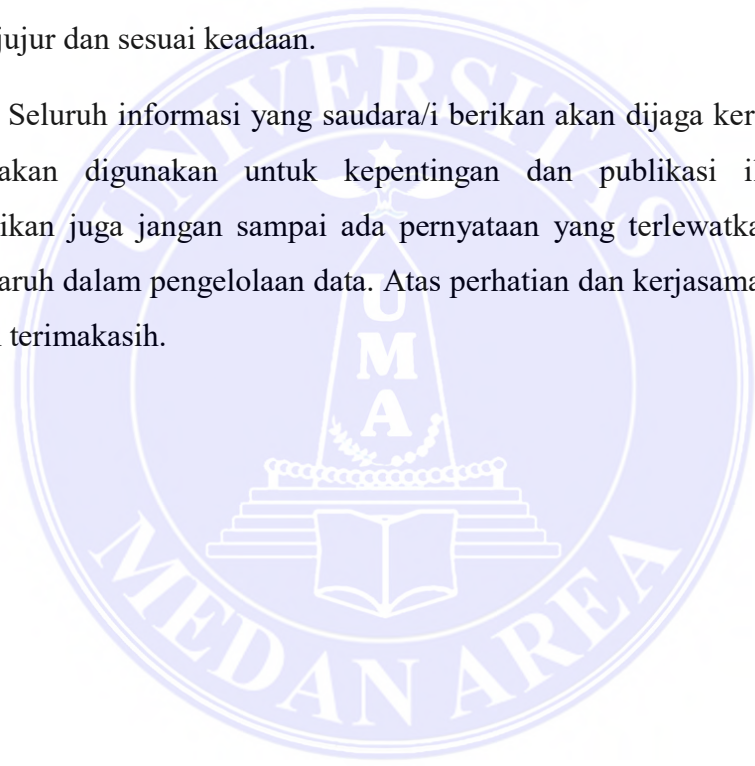 jujur dan sesuai keadaan.
Seluruh informasi yang saudara/i berikan akan dijaga ker
akan digunakan untuk kepentingan dan publikasi il
ikan juga jangan sampai ada pernyataan yang terlewatka
aruh dalam pengelolaan data. Atas perhatian dan kerjasama
terimakasih.
UNIVERSITAS
UMA
MEDAN AREA